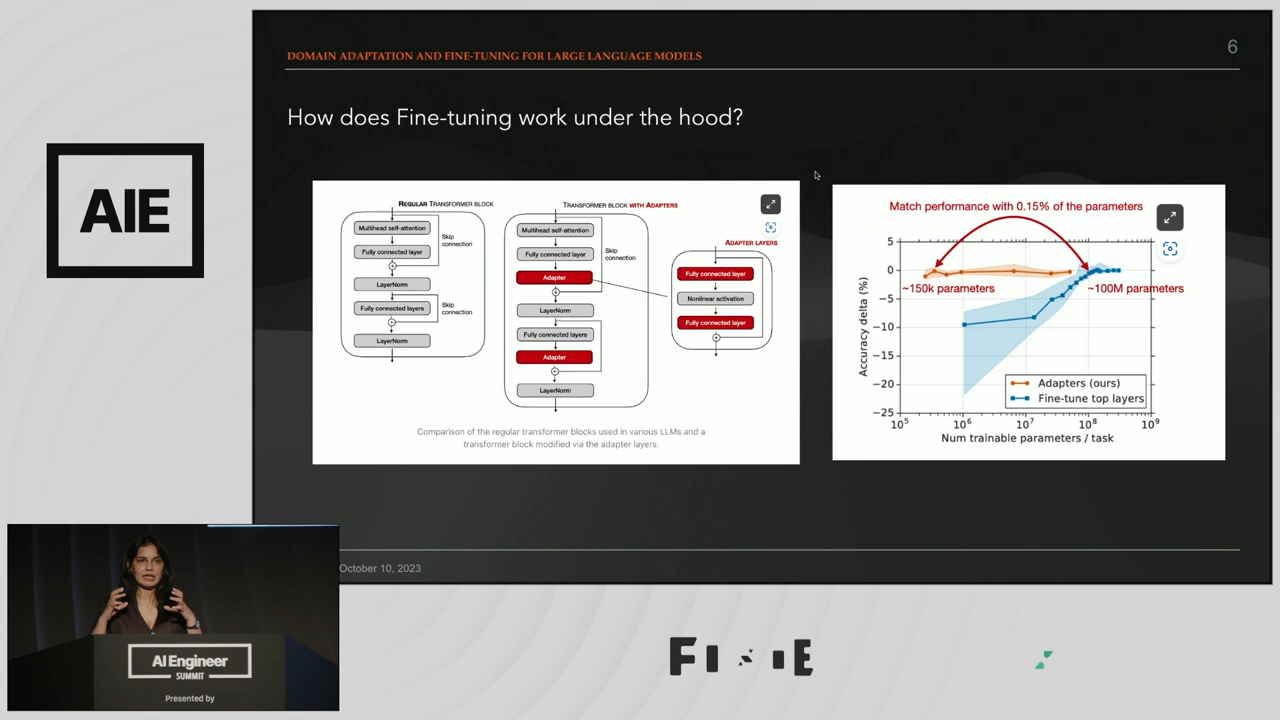 DOMAIN ADAPTATION AND FINE-TUNING FOR LARGE LANGUAGE MODELS
6
How does Fine-tuning work under the hood?
AIE
REGULAR TRANSFORMER BLOCK
Multihead self-attention
Fully connected layer
Skip
connection
LayerNorm
Fully connected layers
Skip
connection
LayerNorm
TRANSFORMER BLOCK WITH ADAPTERS
Multihead self-attention
Fully connected layer
Skip
connection
Adapter
LayerNorm
Fully connected layers
Adapter
LayerNorm
ADAPTER LAYERS
Fully connected layer
Nonlinear activation
Fully connected layer
Comparison of the regular transformer blocks used in various LLMs and a
transformer block modified via the adapter layers.
Match performance with 0.15% of the parameters
5
0
−5
−10
−15
−20
−25
Accuracy delta (%)
~150k parameters
~100M parameters
Adapters (ours)
Fine-tune top layers
10⁵ 10⁶ 10⁷ 10⁸ 10⁹
Num trainable parameters / task
October 10, 2023
AI Engineer
SUMMIT
Presented by